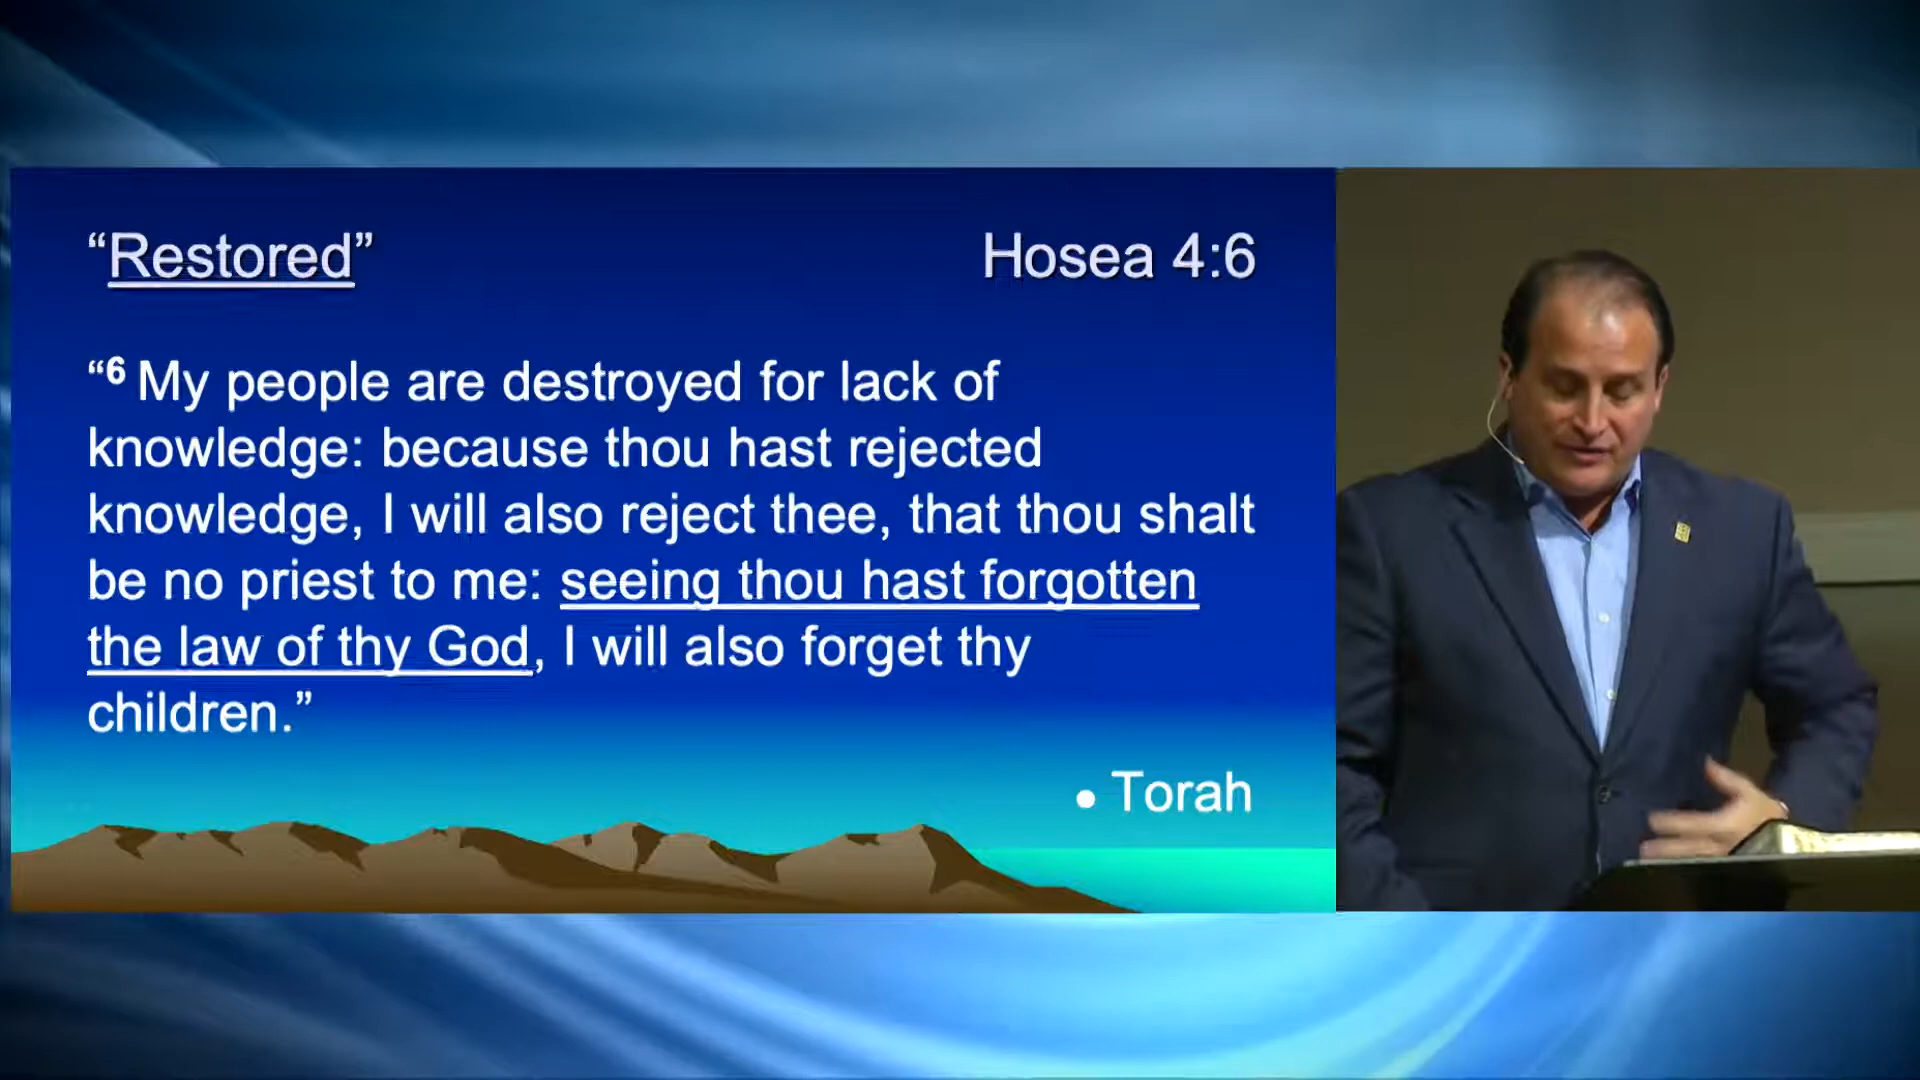 “Restored” Hosea 4:6
“6 My people are destroyed for lack of
knowledge: because thou hast rejected
knowledge, I will also reject thee, that thou shalt
be no priest to me: seeing thou hast forgotten
the law of thy God, I will also forget thy
children.”
• Torah